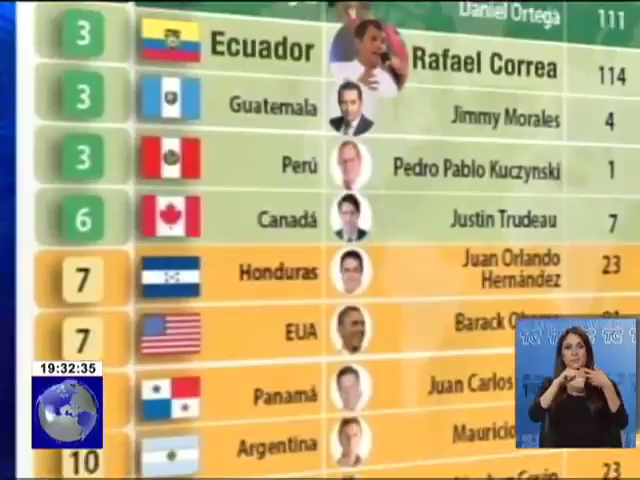 Daniel Ortega 111
3 Ecuador Rafael Correa 114
3 Guatemala Jimmy Morales 4
3 Perú Pedro Pablo Kuczynski 1
6 Canadá Justin Trudeau 7
7 Honduras Juan Orlando
Hernández 23
7 EUA Barack
19:32:35
Panamá Juan Carlos
10 Argentina Mauricio
23
TC